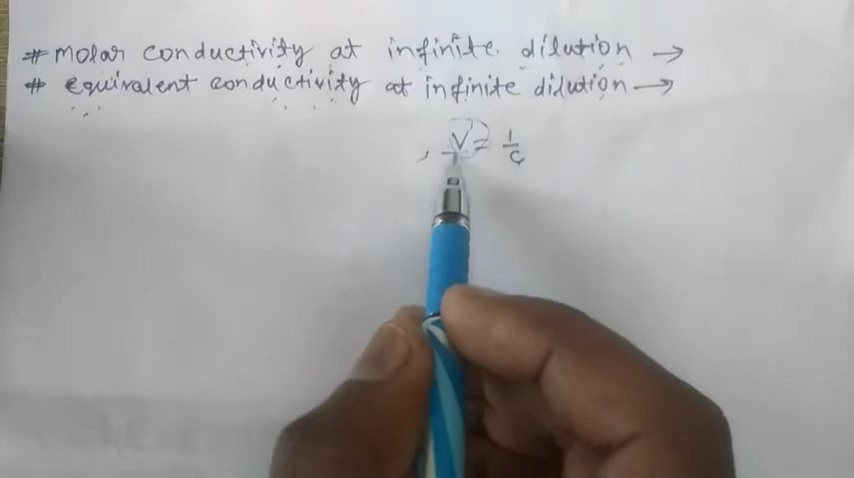 # molar conductivity at infinite dilution →
# equivalent conductivity at infinite dilution →
, V = 1/c